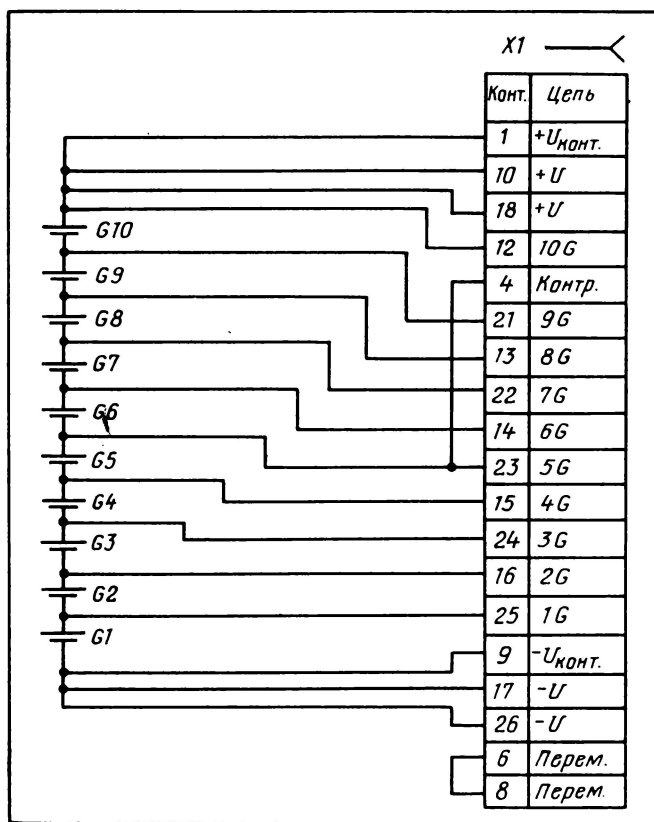 X1
Конт. Цепь
1 +Uконт.
10 +U
18 +U
12 10G
4 Контр.
21 9G
13 8G
22 7G
14 6G
23 5G
15 4G
24 3G
16 2G
25 1G
9 -Uконт.
17 -U
26 -U
6 Перем.
8 Перем.
G10
G9
G8
G7
G6
G5
G4
G3
G2
G1